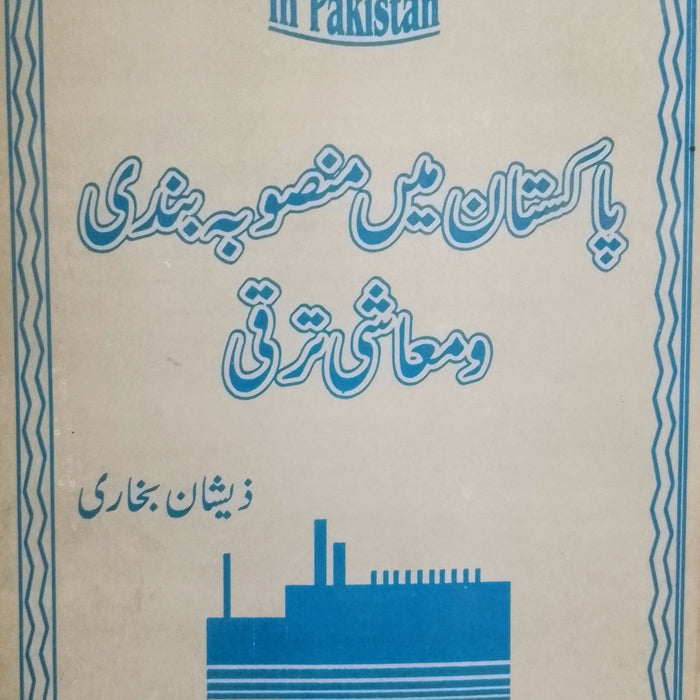 in Pakistan
پاکستان میں منصوبہ بندی
و معاشی ترقی
ذیشان بخاری